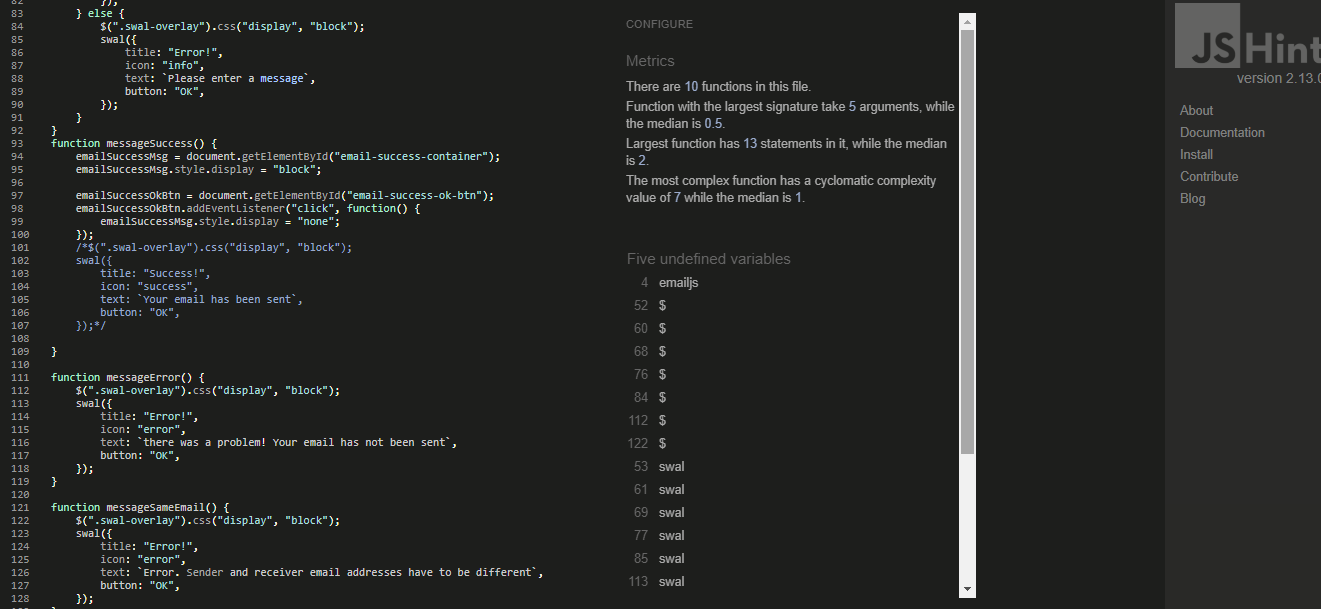 82             });
83         } else {
84             $(".swal-overlay").css("display", "block");
85             swal({
86                 title: "Error!",
87                 icon: "info",
88                 text: `Please enter a message`,
89                 button: "OK",
90             });
91         }
92     }
93     function messageSuccess() {
94         emailSuccessMsg = document.getElementById("email-success-container");
95         emailSuccessMsg.style.display = "block";
96
97         emailSuccessOkBtn = document.getElementById("email-success-ok-btn");
98         emailSuccessOkBtn.addEventListener("click", function() {
99             emailSuccessMsg.style.display = "none";
100         });
101         /*$(".swal-overlay").css("display", "block");
102         swal({
103             title: "Success!",
104             icon: "success",
105             text: `Your email has been sent`,
106             button: "OK",
107         });*/
108
109     }
110
111     function messageError() {
112         $(".swal-overlay").css("display", "block");
113         swal({
114             title: "Error!",
115             icon: "error",
116             text: `there was a problem! Your email has not been sent`,
117             button: "OK",
118         });
119     }
120
121     function messageSameEmail() {
122         $(".swal-overlay").css("display", "block");
123         swal({
124             title: "Error!",
125             icon: "error",
126             text: `Error. Sender and receiver email addresses have to be different`,
127             button: "OK",
128         });
CONFIGURE
Metrics
There are 10 functions in this file.
Function with the largest signature take 5 arguments, while
the median is 0.5.
Largest function has 13 statements in it, while the median
is 2.
The most complex function has a cyclomatic complexity
value of 7 while the median is 1.
Five undefined variables
4 emailjs
52 $
60 $
68 $
76 $
84 $
112 $
122 $
53 swal
61 swal
69 swal
77 swal
85 swal
113 swal
JSHint
version 2.13.0
About
Documentation
Install
Contribute
Blog